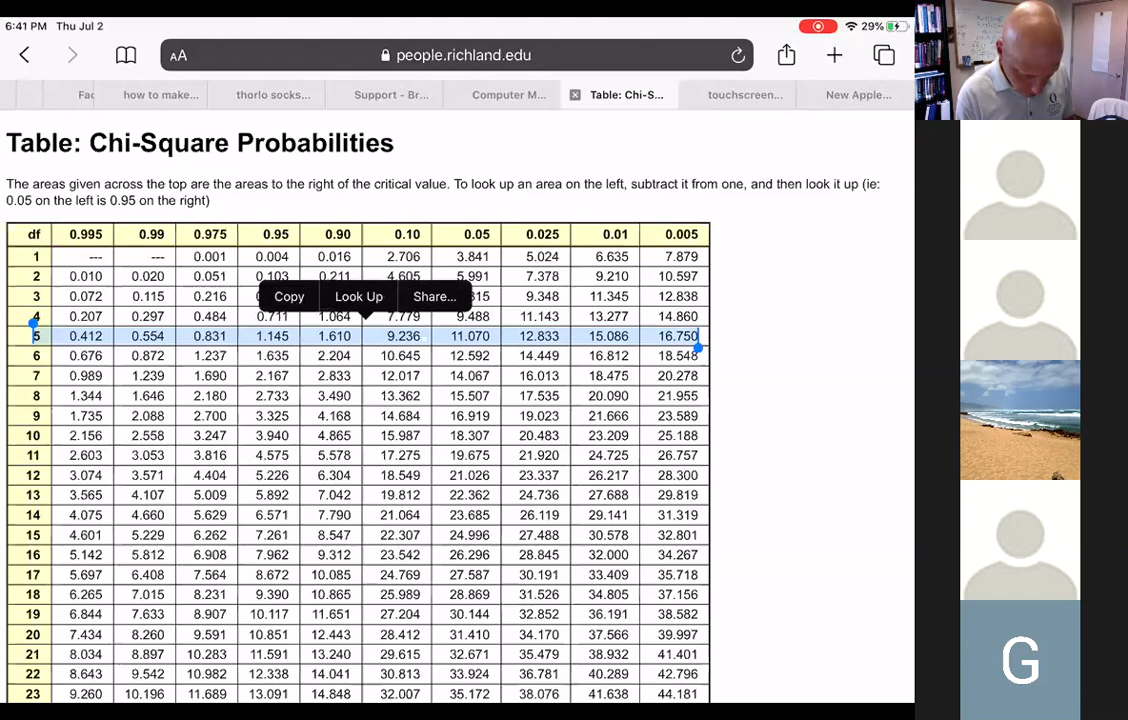 6:41 PM Thu Jul 2
29%
AA people.richland.edu
Fac how to make... thorlo socks... Support - Br... Computer M... Table: Chi-S... touchscreen... New Apple...
Table: Chi-Square Probabilities
The areas given across the top are the areas to the right of the critical value. To look up an area on the left, subtract it from one, and then look it up (ie:
0.05 on the left is 0.95 on the right)
df 0.995 0.99 0.975 0.95 0.90 0.10 0.05 0.025 0.01 0.005
1 --- --- 0.001 0.004 0.016 2.706 3.841 5.024 6.635 7.879
2 0.010 0.020 0.051 0.103 0.211 4.605 5.991 7.378 9.210 10.597
3 0.072 0.115 0.216 Copy Look Up Share... 9.348 11.345 12.838
4 0.207 0.297 0.484 0.711 1.064 7.779 9.488 11.143 13.277 14.860
5 0.412 0.554 0.831 1.145 1.610 9.236 11.070 12.833 15.086 16.750
6 0.676 0.872 1.237 1.635 2.204 10.645 12.592 14.449 16.812 18.548
7 0.989 1.239 1.690 2.167 2.833 12.017 14.067 16.013 18.475 20.278
8 1.344 1.646 2.180 2.733 3.490 13.362 15.507 17.535 20.090 21.955
9 1.735 2.088 2.700 3.325 4.168 14.684 16.919 19.023 21.666 23.589
10 2.156 2.558 3.247 3.940 4.865 15.987 18.307 20.483 23.209 25.188
11 2.603 3.053 3.816 4.575 5.578 17.275 19.675 21.920 24.725 26.757
12 3.074 3.571 4.404 5.226 6.304 18.549 21.026 23.337 26.217 28.300
13 3.565 4.107 5.009 5.892 7.042 19.812 22.362 24.736 27.688 29.819
14 4.075 4.660 5.629 6.571 7.790 21.064 23.685 26.119 29.141 31.319
15 4.601 5.229 6.262 7.261 8.547 22.307 24.996 27.488 30.578 32.801
16 5.142 5.812 6.908 7.962 9.312 23.542 26.296 28.845 32.000 34.267
17 5.697 6.408 7.564 8.672 10.085 24.769 27.587 30.191 33.409 35.718
18 6.265 7.015 8.231 9.390 10.865 25.989 28.869 31.526 34.805 37.156
19 6.844 7.633 8.907 10.117 11.651 27.204 30.144 32.852 36.191 38.582
20 7.434 8.260 9.591 10.851 12.443 28.412 31.410 34.170 37.566 39.997
21 8.034 8.897 10.283 11.591 13.240 29.615 32.671 35.479 38.932 41.401
22 8.643 9.542 10.982 12.338 14.041 30.813 33.924 36.781 40.289 42.796
23 9.260 10.196 11.689 13.091 14.848 32.007 35.172 38.076 41.638 44.181
G